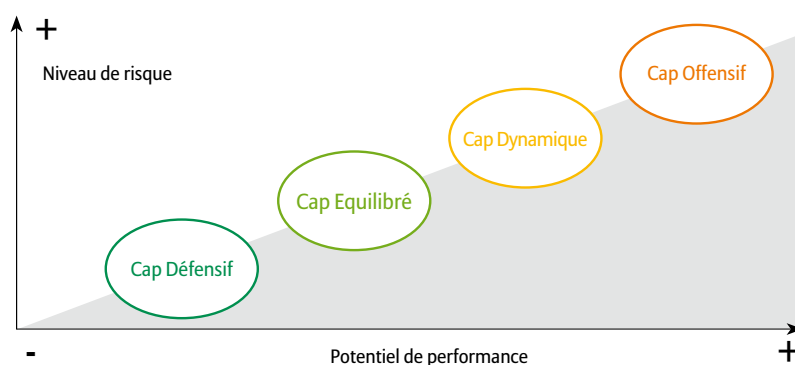 +
Niveau de risque
Cap Offensif
Cap Dynamique
Cap Equilibré
Cap Défensif
-
Potentiel de performance
+